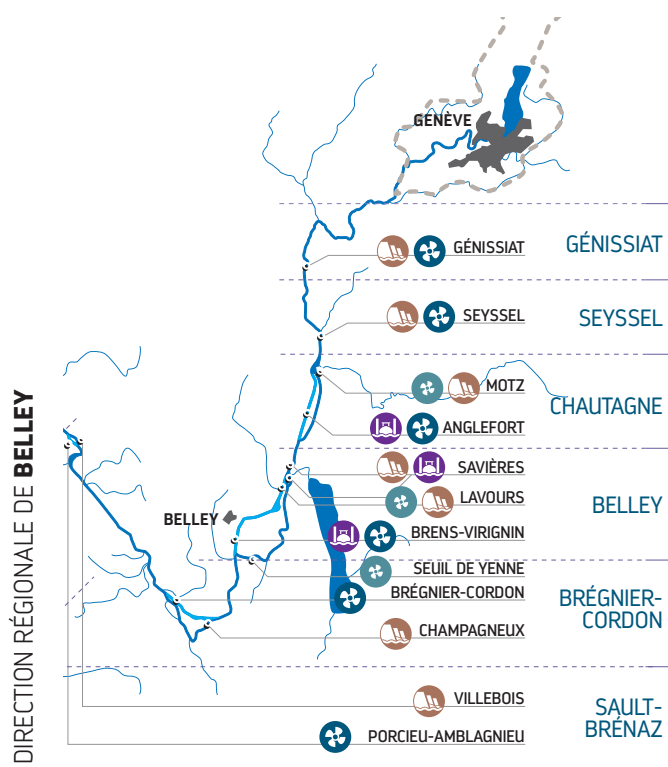 GENÈVE
GÉNISSIAT
GÉNISSIAT
SEYSSEL
SEYSSEL
MOTZ
CHAUTAGNE
ANGLEFORT
SAVIÈRES
LAVOURS
BELLEY
BELLEY
BRENS-VIRIGNIN
SEUIL DE YENNE
BRÉGNIER-CORDON
BRÉGNIER-
CORDON
CHAMPAGNEUX
VILLEBOIS
SAULT-
BRÉNAZ
PORCIEU-AMBLAGNIEU
DIRECTION RÉGIONALE DE BELLEY